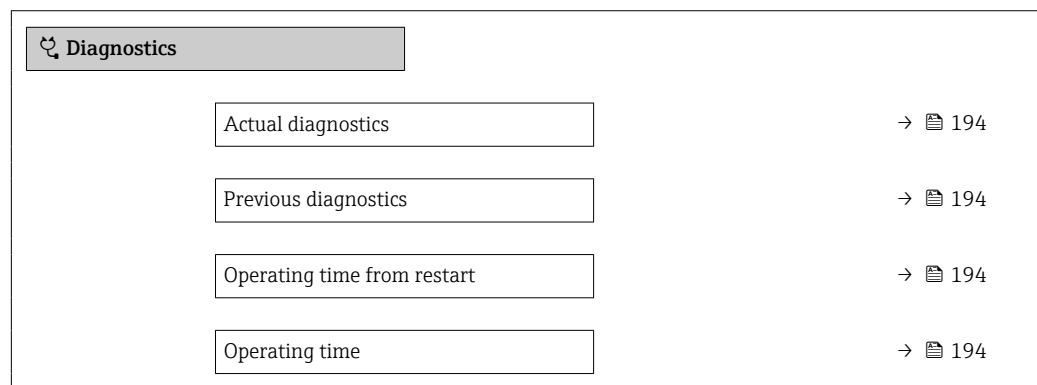 Diagnostics
Actual diagnostics → 194
Previous diagnostics → 194
Operating time from restart → 194
Operating time → 194